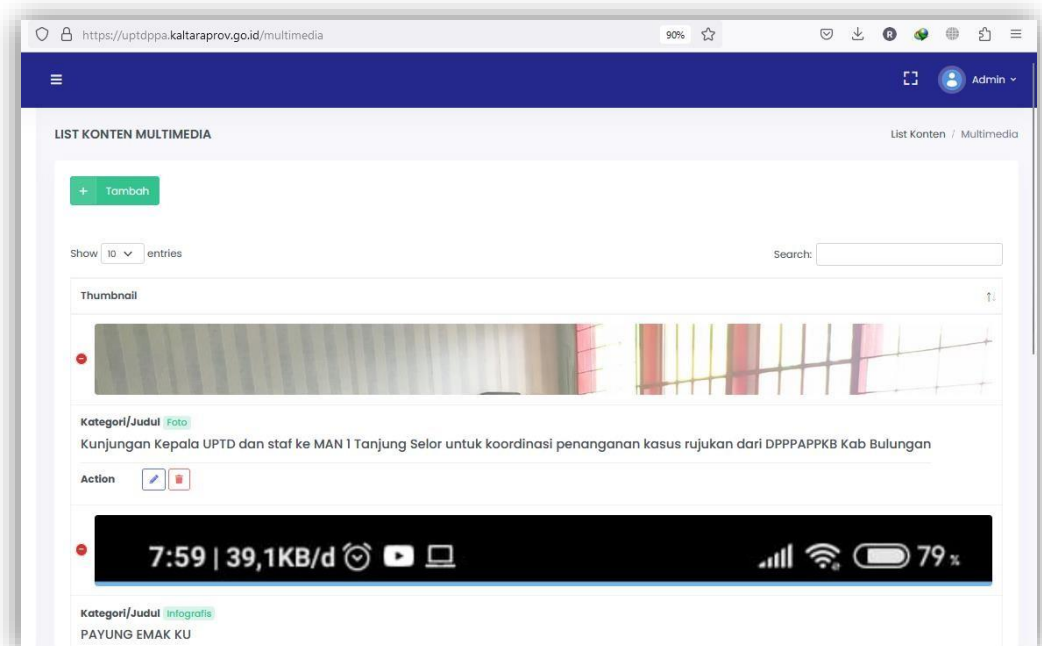 https://uptdppa.kaltaraprov.go.id/multimedia 90%
Admin
LIST KONTEN MULTIMEDIA List Konten / Multimedia
+ Tambah
Show 10 entries Search:
Thumbnail
Kategori/Judul Foto
Kunjungan Kepala UPTD dan staf ke MAN 1 Tanjung Selor untuk koordinasi penanganan kasus rujukan dari DPPPAPPKB Kab Bulungan
Action
7:59 | 39,1KB/d 79%
Kategori/Judul Infografis
PAYUNG EMAK KU